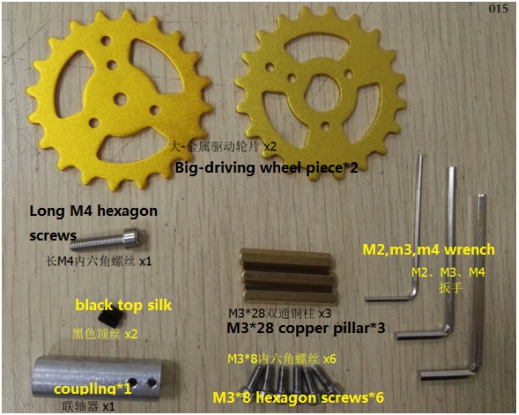 015
大-金属驱动轮片 x2
Big-driving wheel piece*2
Long M4 hexagon
screws
长M4内六角螺丝 x1
M2,m3,m4 wrench
M2、M3、M4
扳手
black top silk
黑色顶丝 x2
M3*28双通铜柱 x3
M3*28 copper pillar*3
M3*8内六角螺丝 x6
M3*8 hexagon screws*6
coupling*1
联轴器 x1